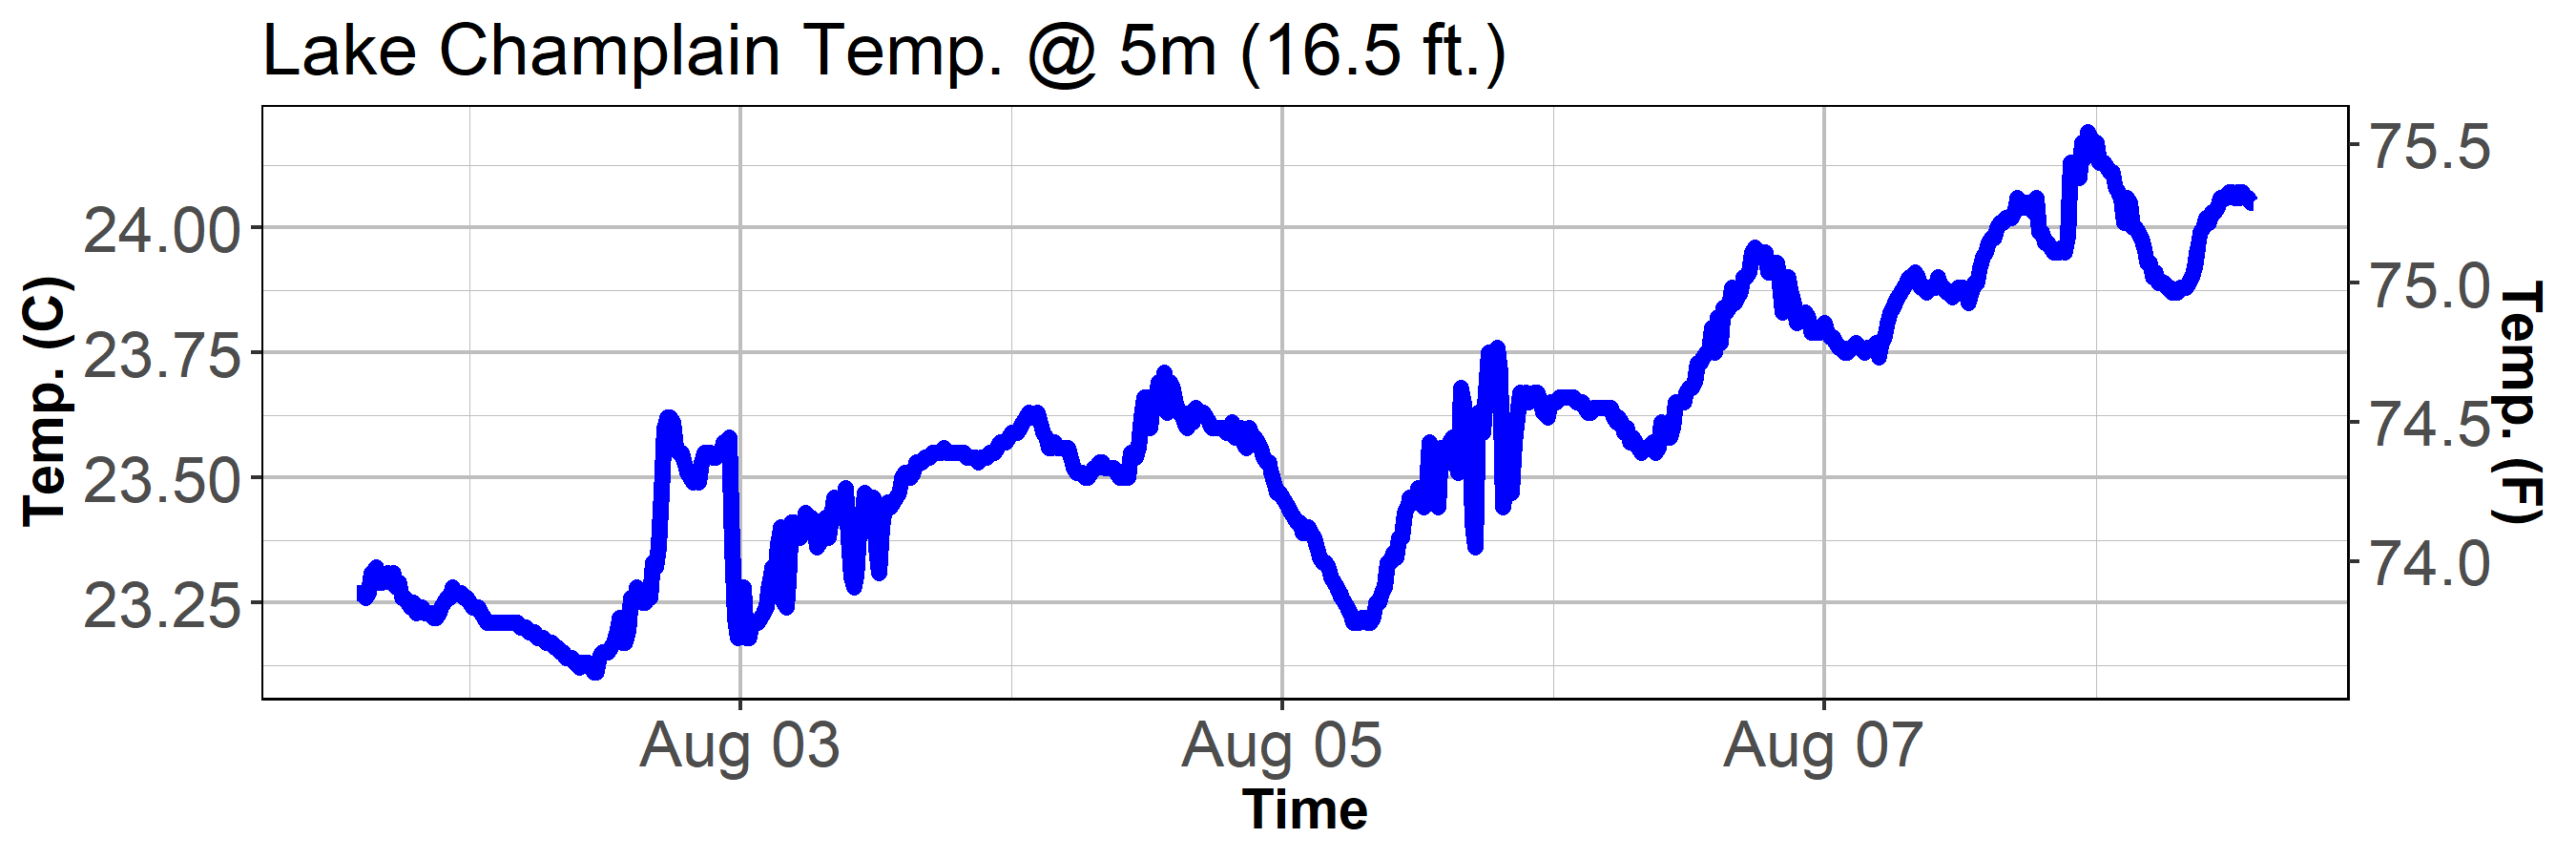 Lake Champlain Temp. @ 5m (16.5 ft.)
Temp. (C)
24.00
23.75
23.50
23.25
75.5
75.0
74.5
74.0
Temp. (F)
Aug 03
Aug 05
Aug 07
Time